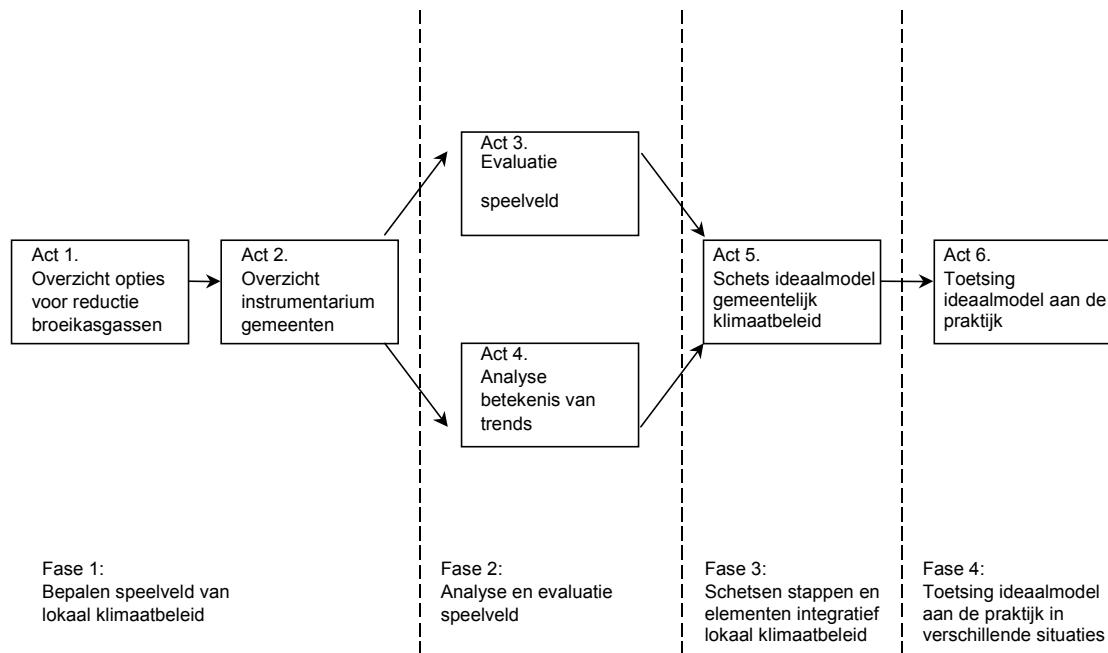 Act 1.
Overzicht opties
voor reductie
broeikasgassen
Act 2.
Overzicht
instrumentarium
gemeenten
Act 3.
Evaluatie
speelveld
Act 4.
Analyse
betekenis van
trends
Act 5.
Schets ideaalmodel
gemeentelijk
klimaatbeleid
Act 6.
Toetsing
ideaalmodel aan de
praktijk
Fase 1:
Bepalen speelveld van
lokaal klimaatbeleid
Fase 2:
Analyse en evaluatie
speelveld
Fase 3:
Schetsen stappen en
elementen integratief
lokaal klimaatbeleid
Fase 4:
Toetsing ideaalmodel
aan de praktijk in
verschillende situaties